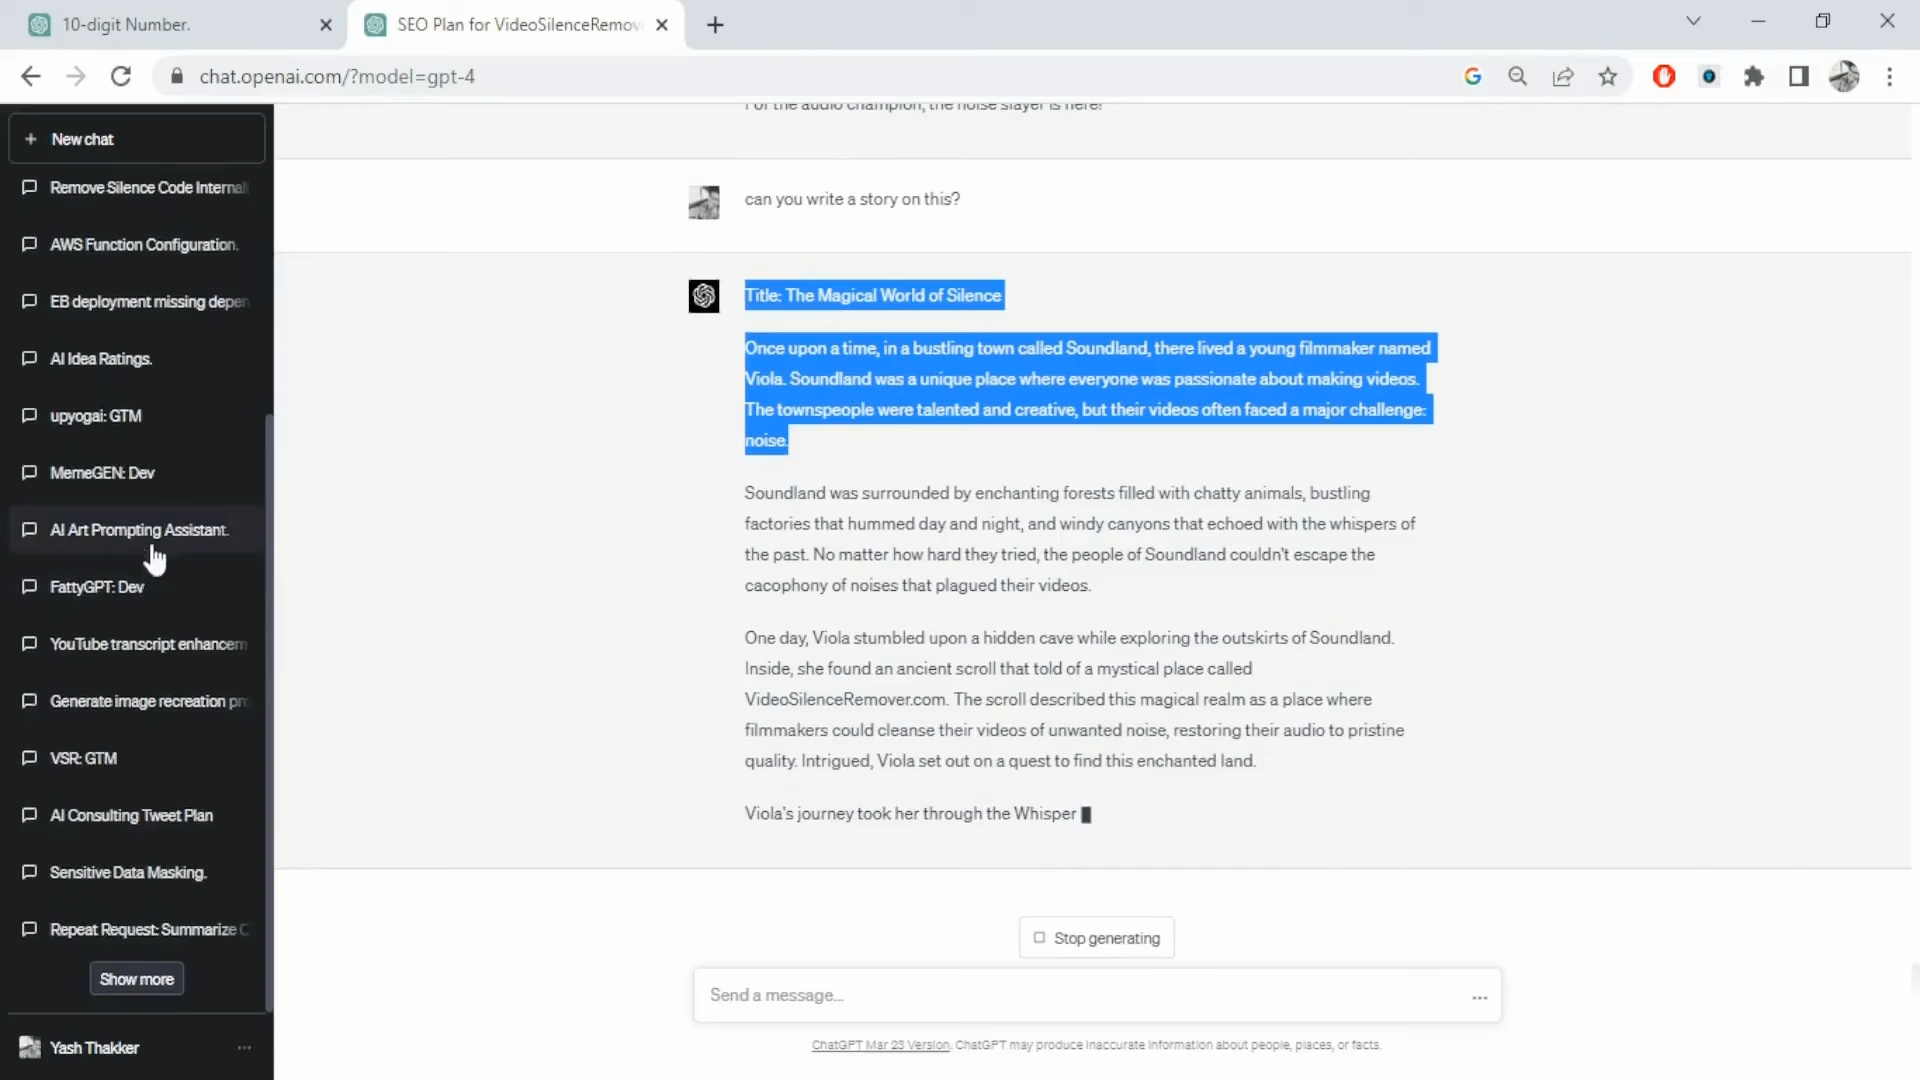 10-digit Number.
SEO Plan for VideoSilenceRemov
chat.openai.com/?model=gpt-4
New chat
Remove Silence Code Internali
AWS Function Configuration.
EB deployment missing depen
AI Idea Ratings.
upyogai: GTM
MemeGEN: Dev
AI Art Prompting Assistant.
FattyGPT: Dev
YouTube transcript enhancem
Generate image recreation pro
VSR: GTM
AI Consulting Tweet Plan
Sensitive Data Masking.
Repeat Request: Summarize C
Show more
Yash Thakker
For the audio champion, the noise slayer is here!
can you write a story on this?
Title: The Magical World of Silence
Once upon a time, in a bustling town called Soundland, there lived a young filmmaker named
Viola. Soundland was a unique place where everyone was passionate about making videos.
The townspeople were talented and creative, but their videos often faced a major challenge:
noise.
Soundland was surrounded by enchanting forests filled with chatty animals, bustling
factories that hummed day and night, and windy canyons that echoed with the whispers of
the past. No matter how hard they tried, the people of Soundland couldn't escape the
cacophony of noises that plagued their videos.
One day, Viola stumbled upon a hidden cave while exploring the outskirts of Soundland.
Inside, she found an ancient scroll that told of a mystical place called
VideoSilenceRemover.com. The scroll described this magical realm as a place where
filmmakers could cleanse their videos of unwanted noise, restoring their audio to pristine
quality. Intrigued, Viola set out on a quest to find this enchanted land.
Viola's journey took her through the Whisper
Stop generating
Send a message...
ChatGPT Mar 23 Version. ChatGPT may produce inaccurate information about people, places, or facts.